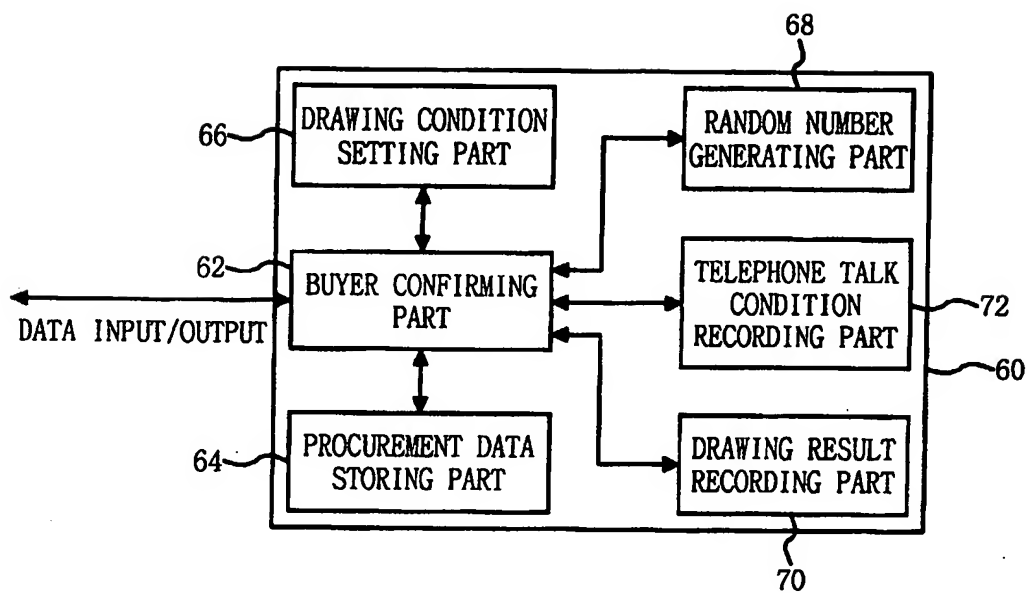 68
66
DRAWING CONDITION
SETTING PART
RANDOM NUMBER
GENERATING PART
62
BUYER CONFIRMING
PART
TELEPHONE TALK
CONDITION
RECORDING PART
72
DATA INPUT/OUTPUT
60
64
PROCUREMENT DATA
STORING PART
DRAWING RESULT
RECORDING PART
70